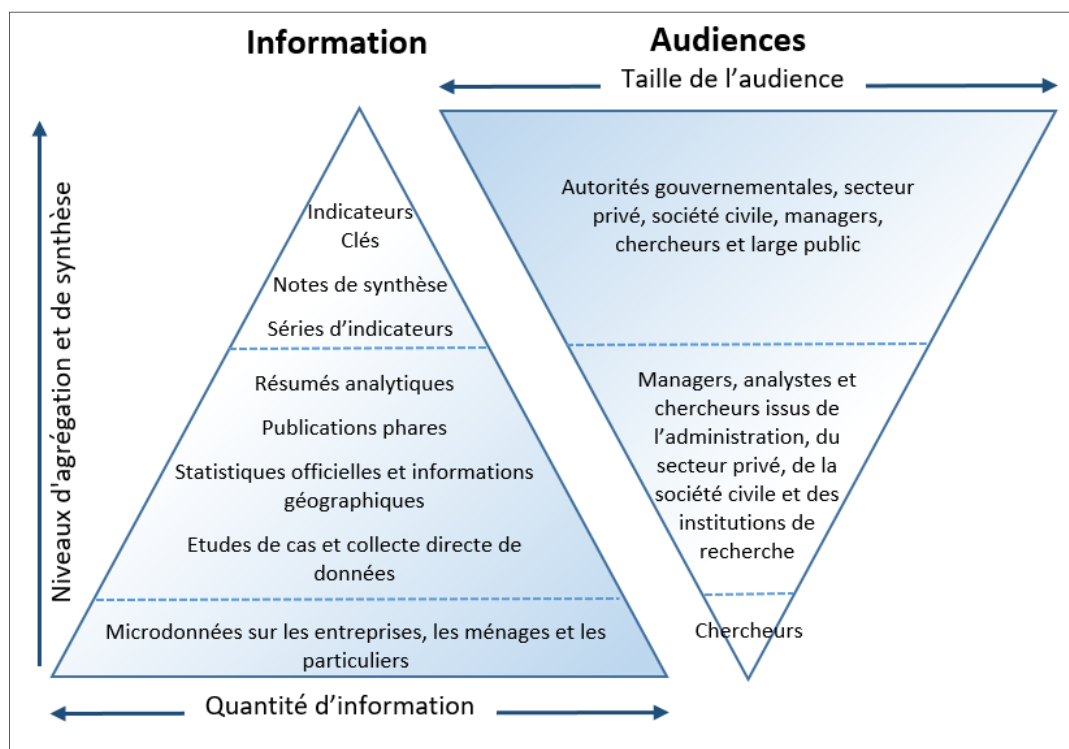 Information
Audiences
Taille de l’audience
Niveaux d'agrégation et de synthèse
Indicateurs
Clés
Notes de synthèse
Séries d’indicateurs
Résumés analytiques
Publications phares
Statistiques officielles et informations
géographiques
Etudes de cas et collecte directe de
données
Microdonnées sur les entreprises, les ménages et les
particuliers
Quantité d’information
Autorités gouvernementales, secteur
privé, société civile, managers,
chercheurs et large public
Managers, analystes et
chercheurs issus de
l’administration, du
secteur privé, de la
société civile et des
institutions de
recherche
Chercheurs